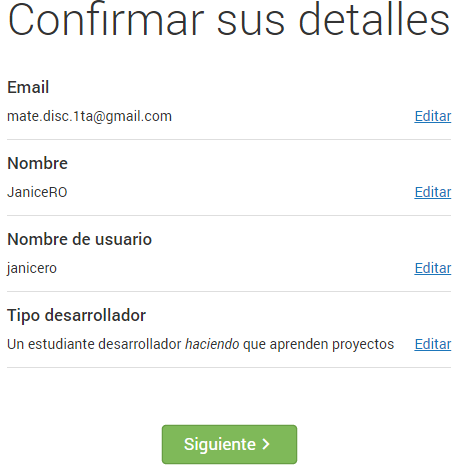 Confirmar sus detalles
Email
mate.disc.1ta@gmail.com Editar
Nombre
JaniceRO Editar
Nombre de usuario
janicero Editar
Tipo desarrollador
Un estudiante desarrollador haciendo que aprenden proyectos Editar
Siguiente >